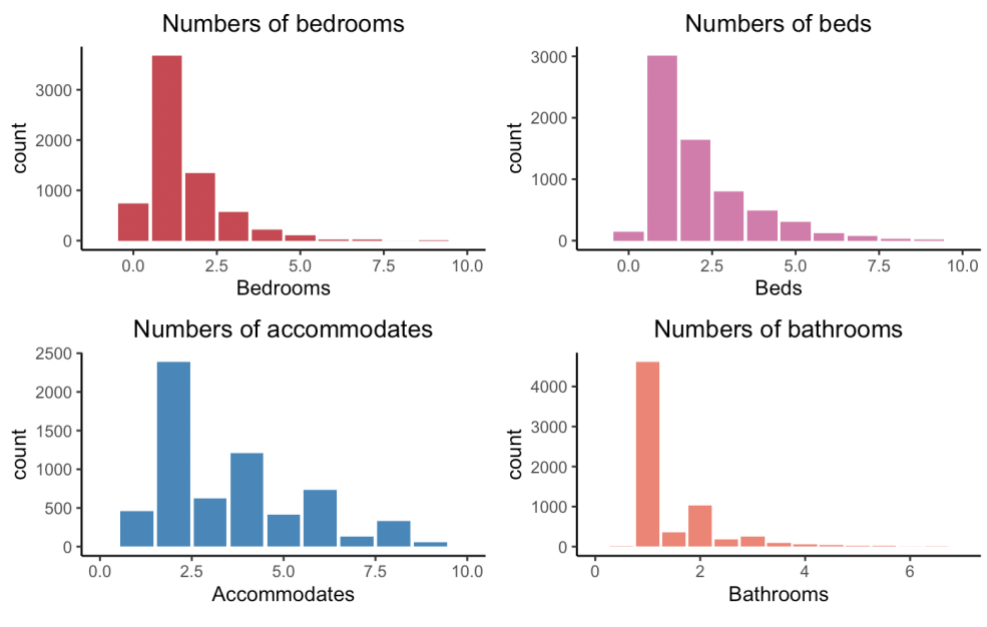 Numbers of bedrooms
count
3000
2000
1000
0
0.0 2.5 5.0 7.5 10.0
Bedrooms
Numbers of beds
count
3000
2000
1000
0
0.0 2.5 5.0 7.5 10.0
Beds
Numbers of accommodates
count
2500
2000
1500
1000
500
0
0.0 2.5 5.0 7.5 10.0
Accommodates
Numbers of bathrooms
count
4000
3000
2000
1000
0
0 2 4 6
Bathrooms